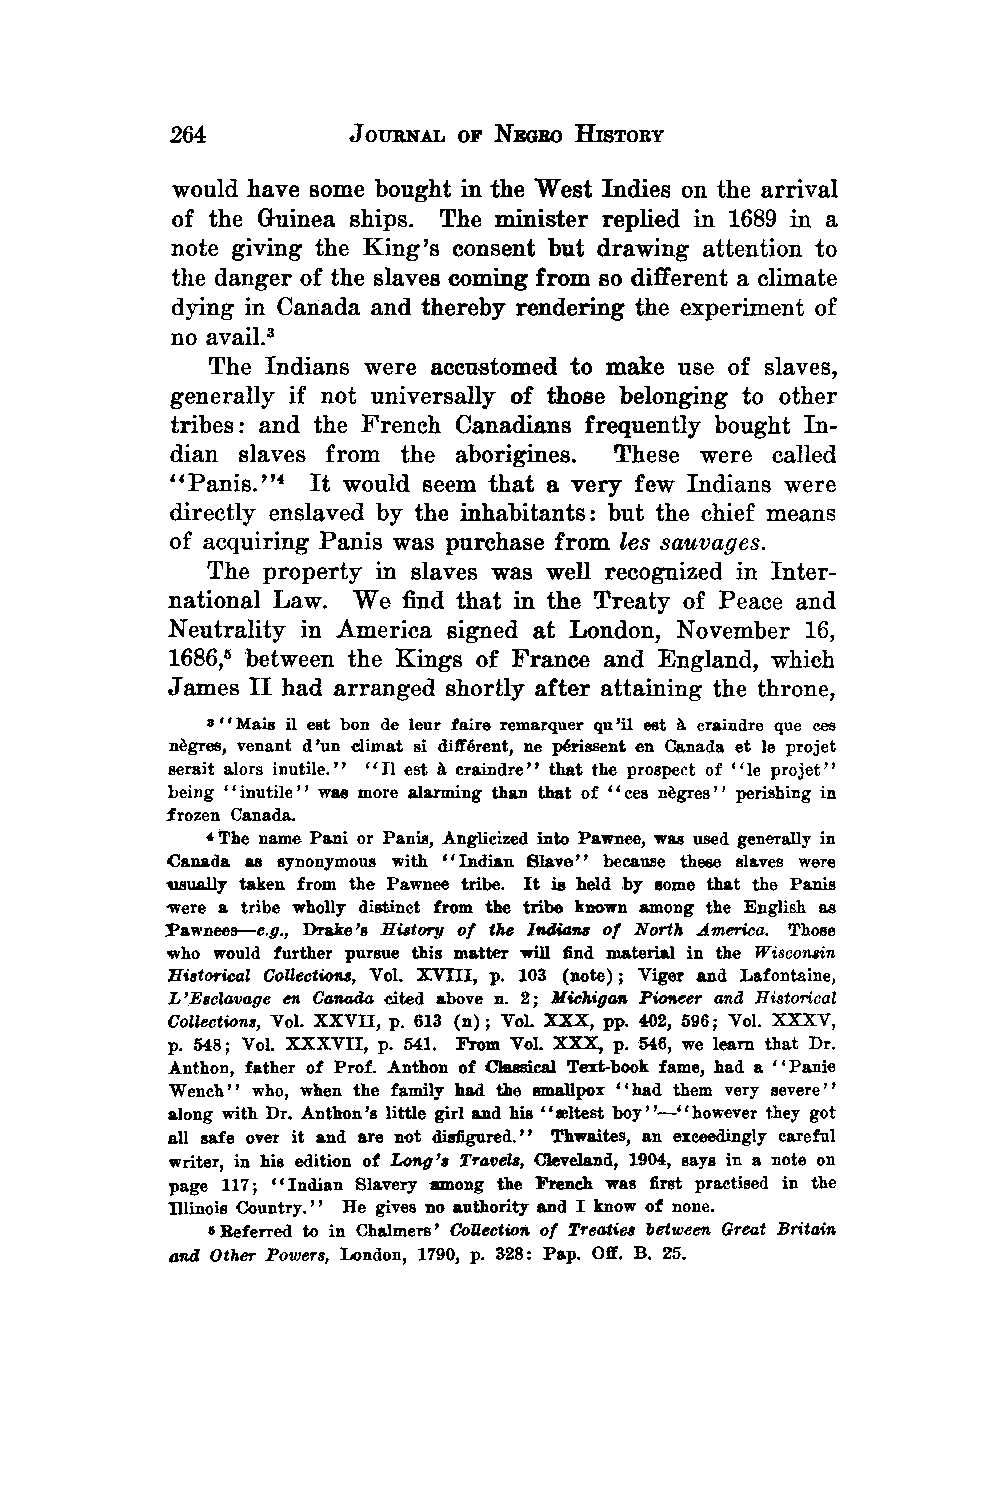 264 JOURNAL OF NEGRO HISTORY
would have some bought in the West Indies on the arrival
of the Guinea ships. The minister replied in 1689 in a
note giving the King's consent but drawing attention to
the danger of the slaves coming from so different a climate
dying in Canada and thereby rendering the experiment of
no avail.³
The Indians were accustomed to make use of slaves,
generally if not universally of those belonging to other
tribes: and the French Canadians frequently bought In-
dian slaves from the aborigines. These were called
"Panis."⁴ It would seem that a very few Indians were
directly enslaved by the inhabitants: but the chief means
of acquiring Panis was purchase from les sauvages.
The property in slaves was well recognized in Inter-
national Law. We find that in the Treaty of Peace and
Neutrality in America signed at London, November 16,
1686,⁵ between the Kings of France and England, which
James II had arranged shortly after attaining the throne,
³ "Mais il est bon de leur faire remarquer qu'il est à craindre que ces
nègres, venant d'un climat si différent, ne périssent en Canada et le projet
serait alors inutile." "Il est à craindre" that the prospect of "le projet"
being "inutile" was more alarming than that of "ces nègres" perishing in
frozen Canada.
⁴ The name Pani or Panis, Anglicized into Pawnee, was used generally in
Canada as synonymous with "Indian Slave" because these slaves were
usually taken from the Pawnee tribe. It is held by some that the Panis
were a tribe wholly distinct from the tribe known among the English as
Pawnees—e.g., Drake's History of the Indians of North America. Those
who would further pursue this matter will find material in the Wisconsin
Historical Collections, Vol. XVIII, p. 103 (note); Viger and Lafontaine,
L'Esclavage en Canada cited above n. 2; Michigan Pioneer and Historical
Collections, Vol. XXVII, p. 613 (n); Vol. XXX, pp. 402, 596; Vol. XXXV,
p. 548; Vol. XXXVII, p. 541. From Vol. XXX, p. 546, we learn that Dr.
Anthon, father of Prof. Anthon of Classical Text-book fame, had a "Panie
Wench" who, when the family had the smallpox "had them very severe"
along with Dr. Anthon's little girl and his "æltest boy"—"however they got
all safe over it and are not disfigured." Thwaites, an exceedingly careful
writer, in his edition of Long's Travels, Cleveland, 1904, says in a note on
page 117; "Indian Slavery among the French was first practised in the
Illinois Country." He gives no authority and I know of none.
⁵ Referred to in Chalmers' Collection of Treaties between Great Britain
and Other Powers, London, 1790, p. 328: Pap. Off. B. 25.